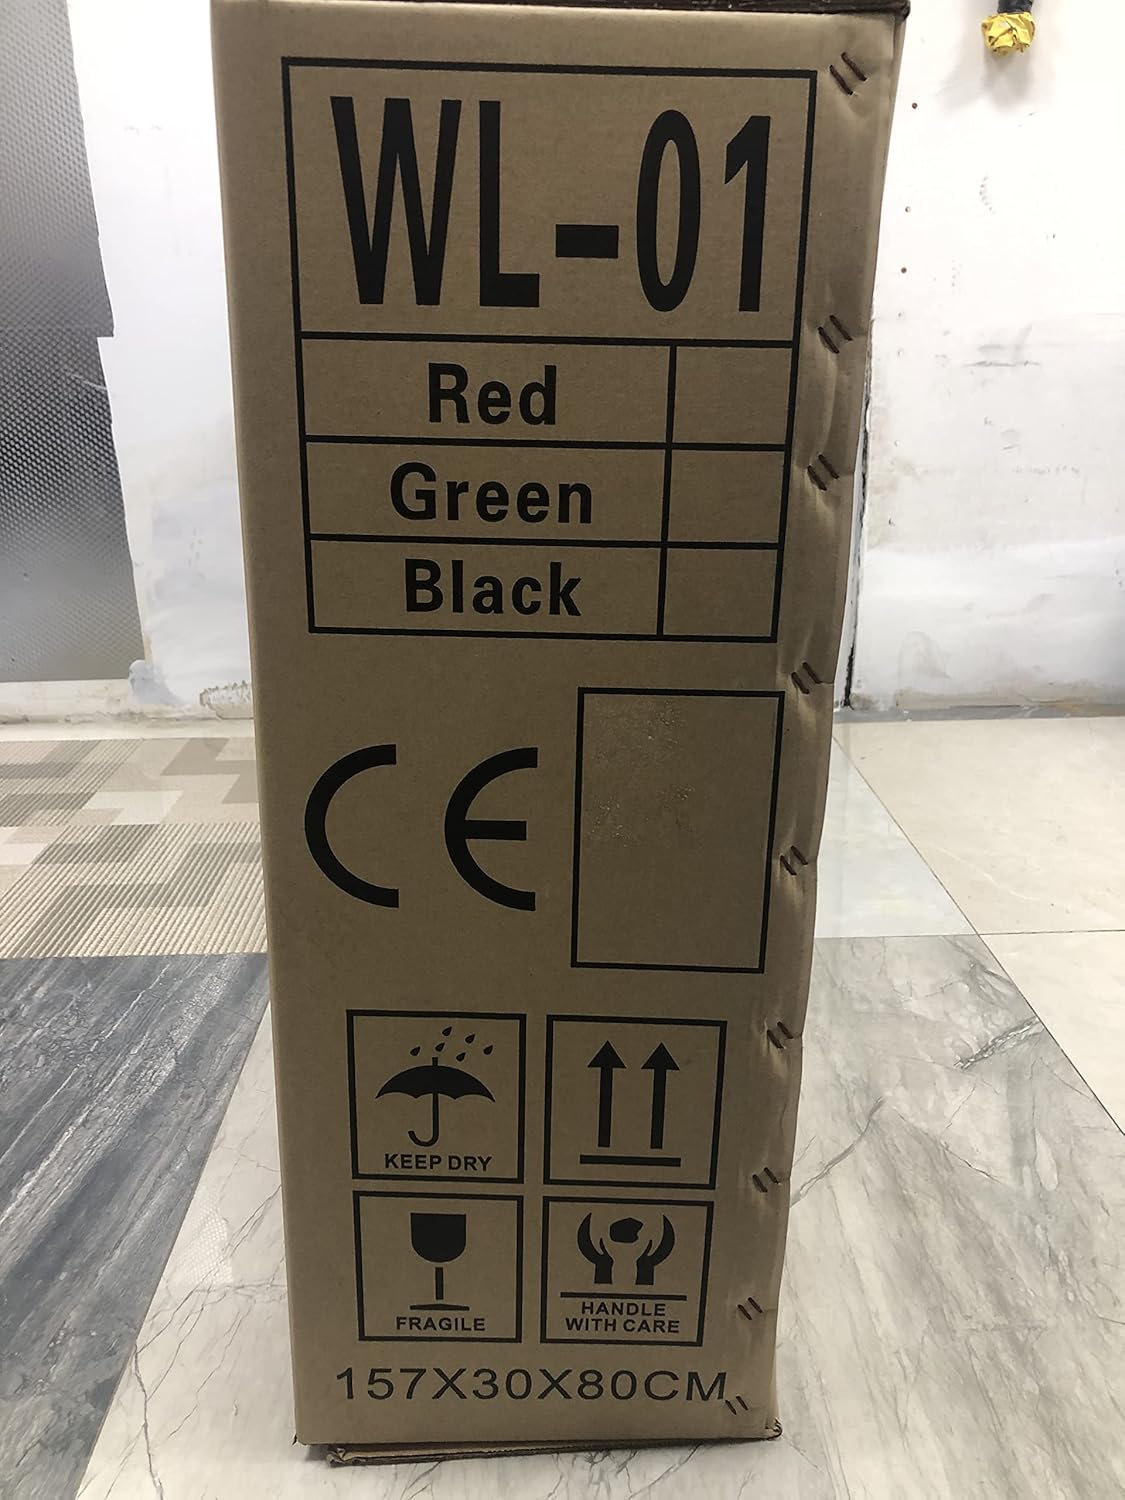 WL-01
Red
Green
Black
CE
KEEP DRY
FRAGILE
HANDLE
WITH CARE
157X30X80CM